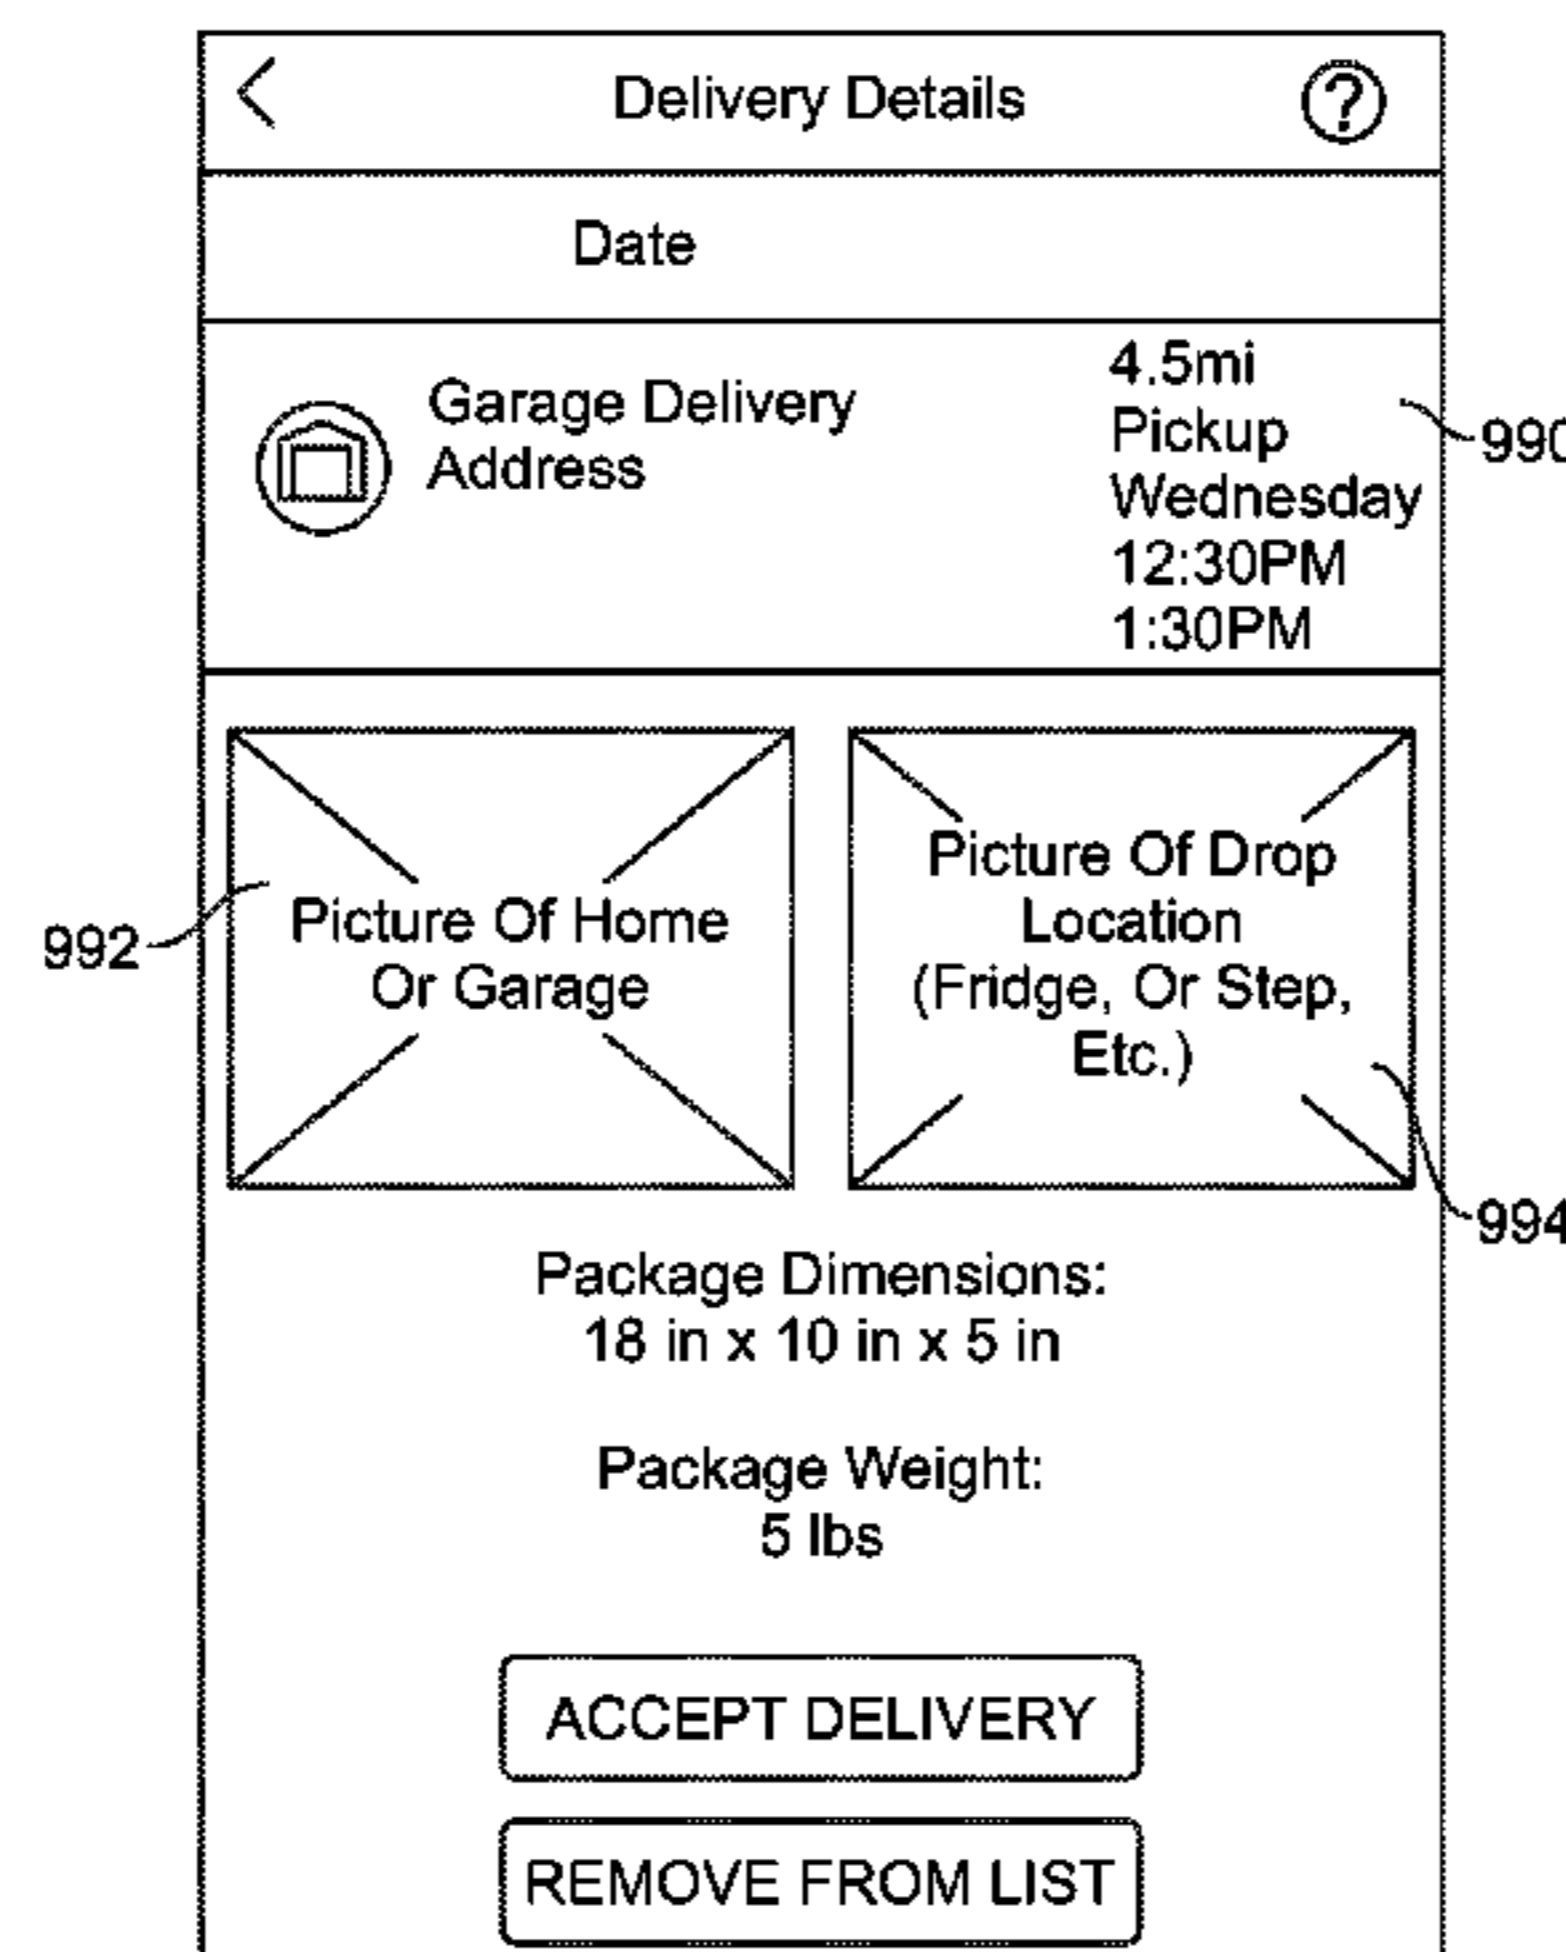 <
Delivery Details
?
Date
Garage Delivery
Address
4.5mi
Pickup
Wednesday
12:30PM
1:30PM
990
992
Picture Of Home
Or Garage
Picture Of Drop
Location
(Fridge, Or Step,
Etc.)
994
Package Dimensions:
18 in x 10 in x 5 in
Package Weight:
5 lbs
ACCEPT DELIVERY
REMOVE FROM LIST